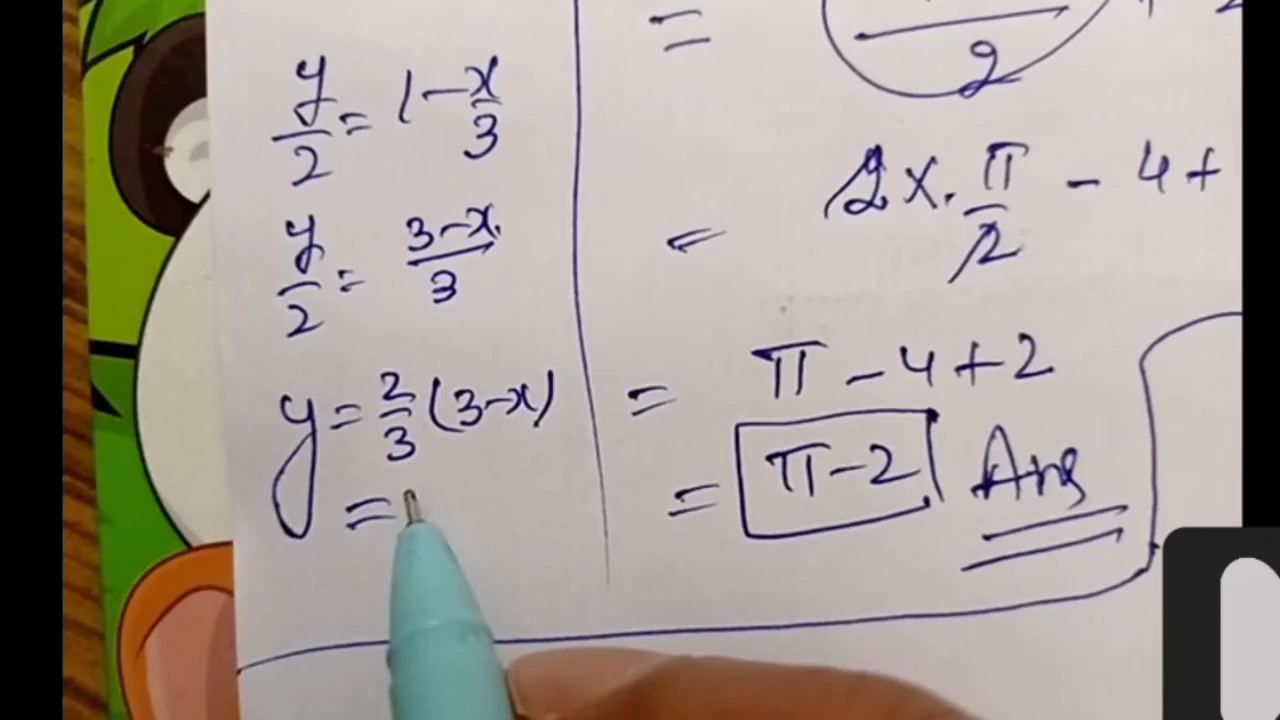 y/2 = 1 - x/3
y/2 = 3-x/3
y = 2/3 (3-x)
=
=
2
= 2 x . π/2 - 4 +
= π - 4 + 2
= π - 2 Ans